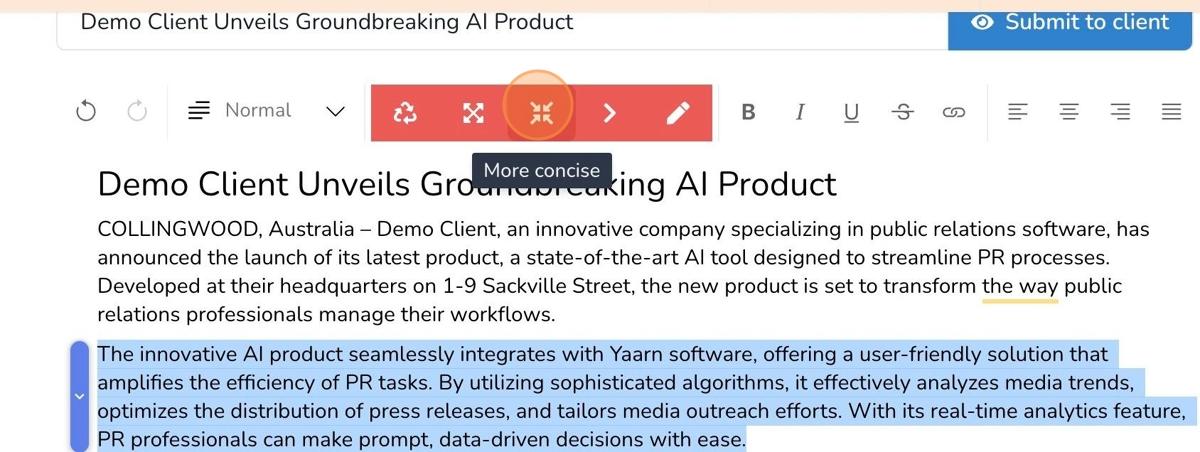 Demo Client Unveils Groundbreaking AI Product
Submit to client
Normal
B I U S
More concise
Demo Client Unveils Groundbreaking AI Product
COLLINGWOOD, Australia – Demo Client, an innovative company specializing in public relations software, has
announced the launch of its latest product, a state-of-the-art AI tool designed to streamline PR processes.
Developed at their headquarters on 1-9 Sackville Street, the new product is set to transform the way public
relations professionals manage their workflows.
The innovative AI product seamlessly integrates with Yaarn software, offering a user-friendly solution that
amplifies the efficiency of PR tasks. By utilizing sophisticated algorithms, it effectively analyzes media trends,
optimizes the distribution of press releases, and tailors media outreach efforts. With its real-time analytics feature,
PR professionals can make prompt, data-driven decisions with ease.